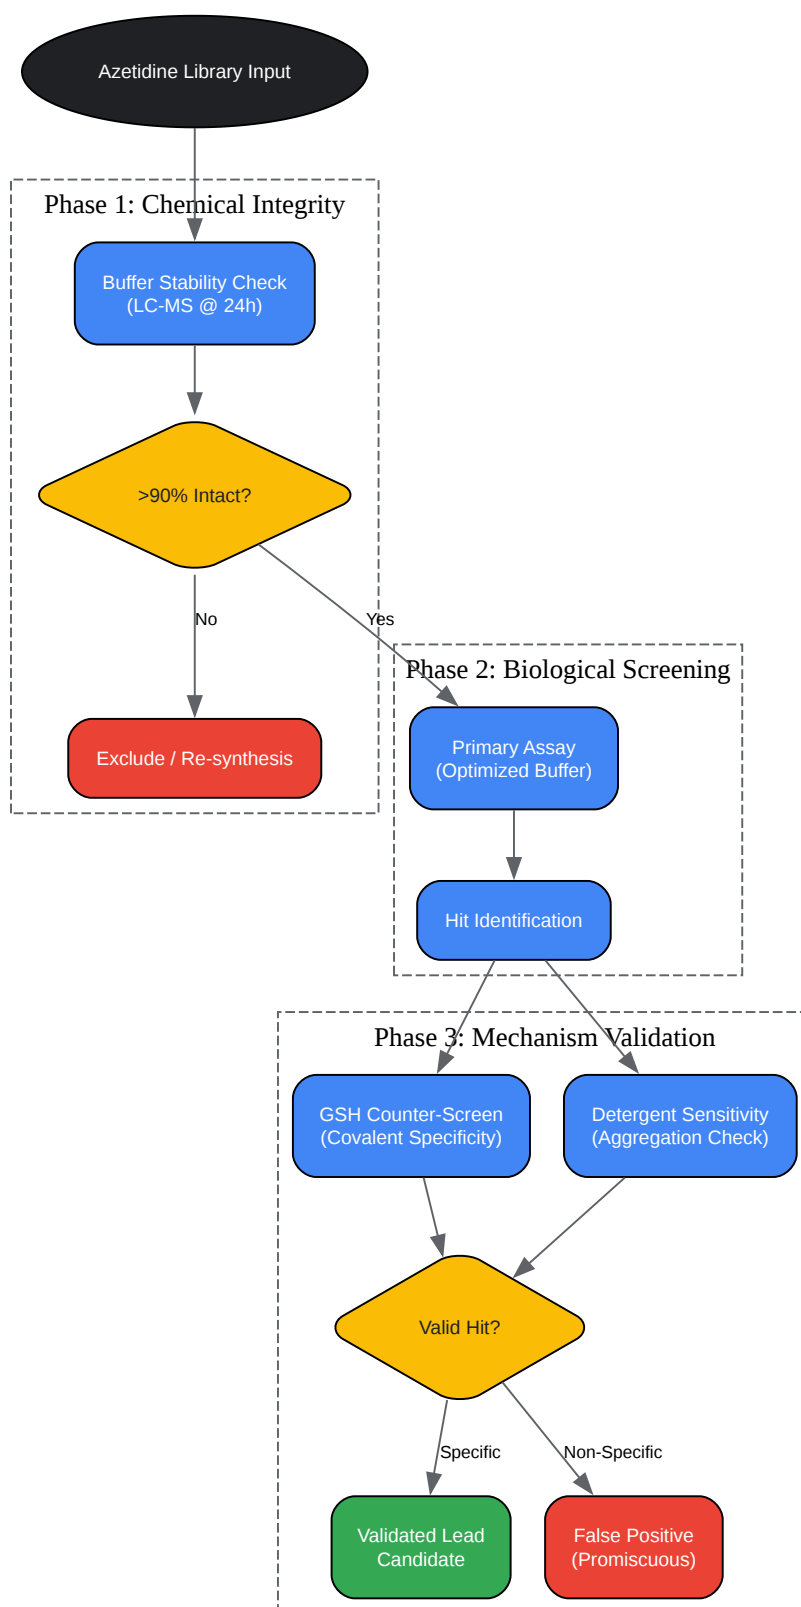 Azetidine Library Input
Phase 1: Chemical Integrity
Buffer Stability Check
(LC-MS @ 24h)
>90% Intact?
No
Yes
Exclude / Re-synthesis
Phase 2: Biological Screening
Primary Assay
(Optimized Buffer)
Hit Identification
Phase 3: Mechanism Validation
GSH Counter-Screen
(Covalent Specificity)
Detergent Sensitivity
(Aggregation Check)
Valid Hit?
Specific
Non-Specific
Validated Lead
Candidate
False Positive
(Promiscuous)